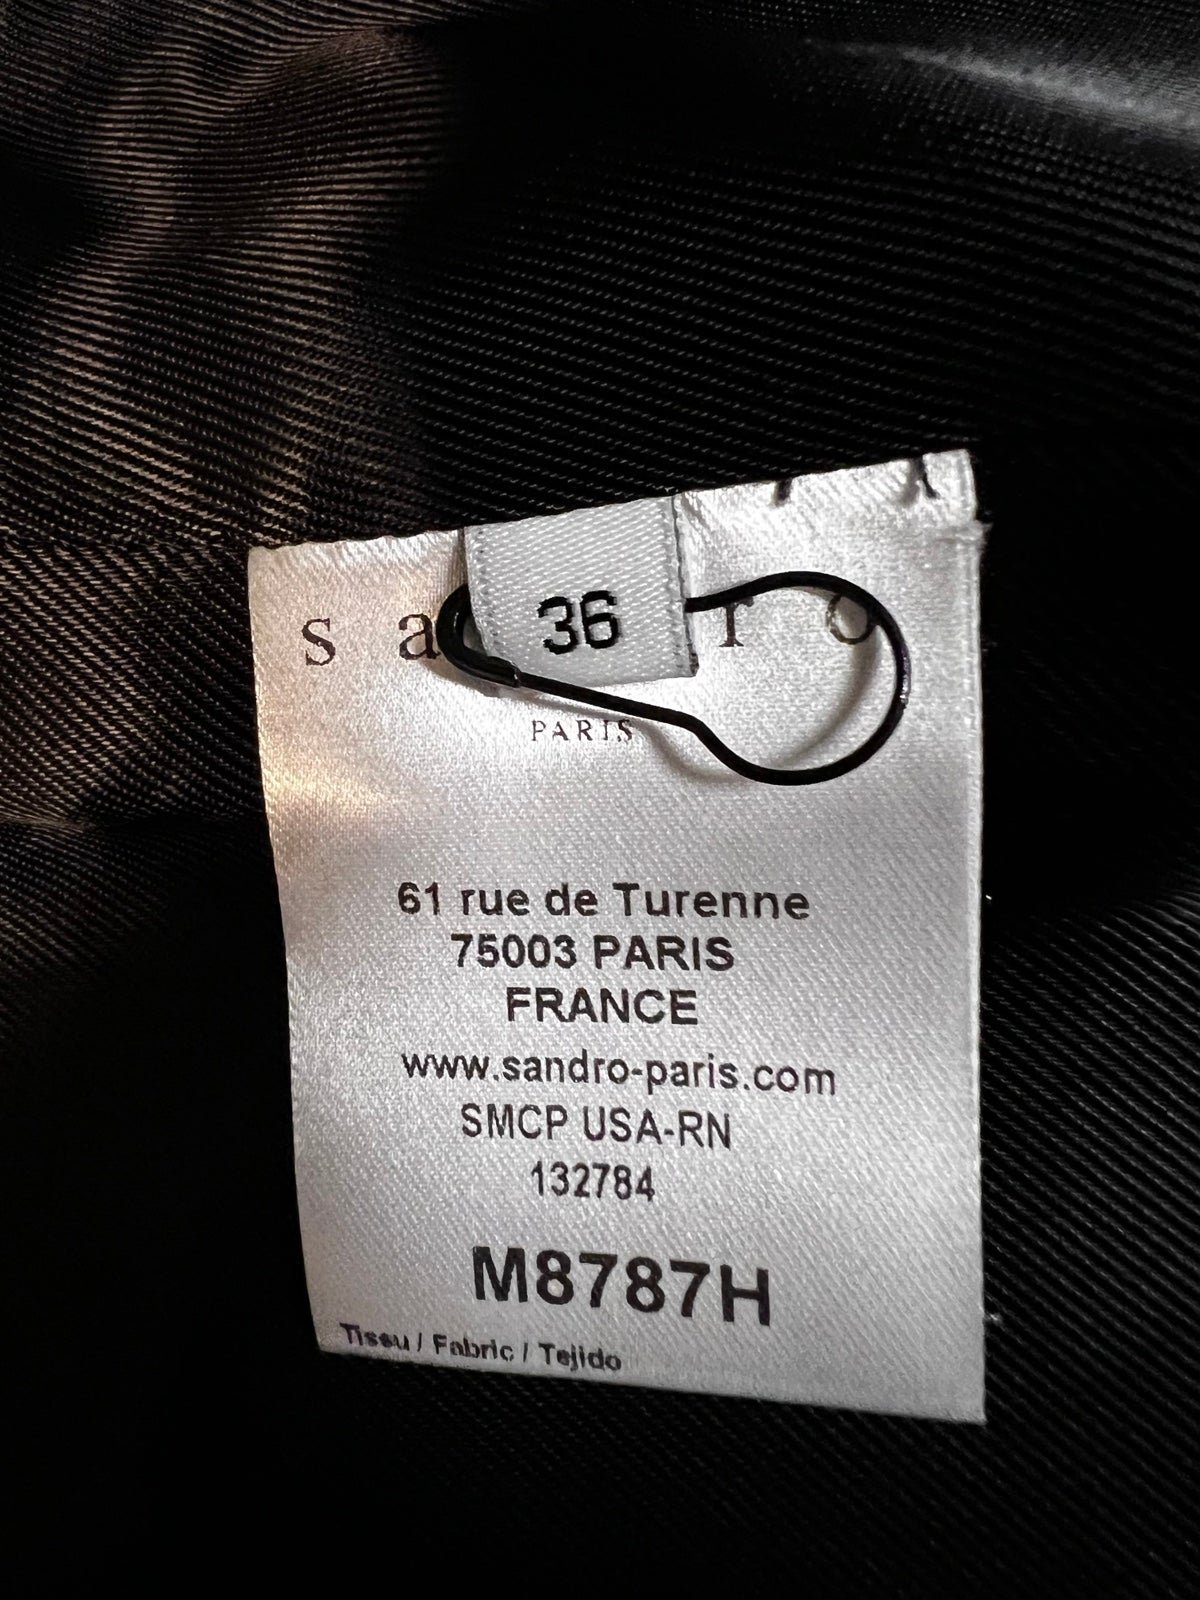 36
s a r o
PARIS
61 rue de Turenne
75003 PARIS
FRANCE
www.sandro-paris.com
SMCP USA-RN
132784
M8787H
Tissu / Fabric / Tejido